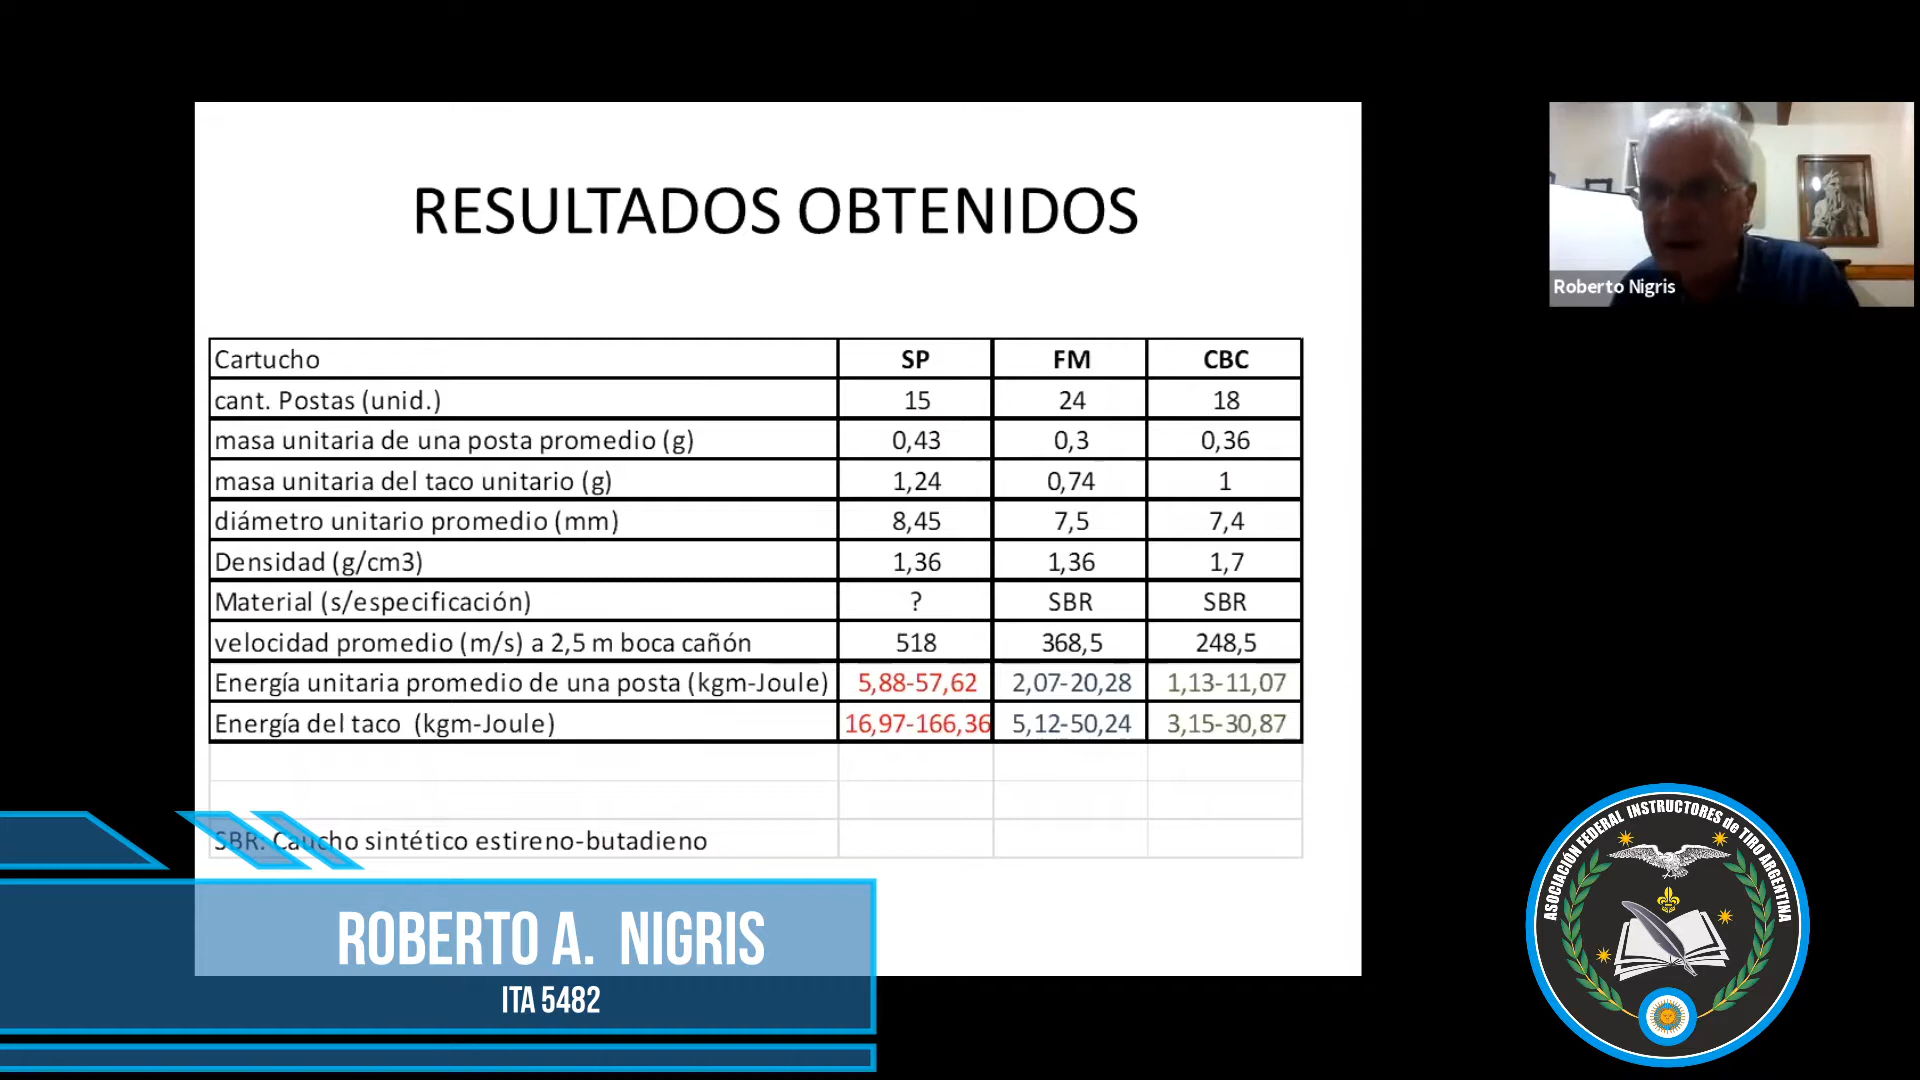 RESULTADOS OBTENIDOS
Cartucho SP FM CBC
cant. Postas (unid.) 15 24 18
masa unitaria de una posta promedio (g) 0,43 0,3 0,36
masa unitaria del taco unitario (g) 1,24 0,74 1
diámetro unitario promedio (mm) 8,45 7,5 7,4
Densidad (g/cm3) 1,36 1,36 1,7
Material (s/especificación) ? SBR SBR
velocidad promedio (m/s) a 2,5 m boca cañón 518 368,5 248,5
Energía unitaria promedio de una posta (kgm-Joule) 5,88-57,62 2,07-20,28 1,13-11,07
Energía del taco (kgm-Joule) 16,97-166,36 5,12-50,24 3,15-30,87
SBR: Caucho sintético estireno-butadieno
Roberto Nigris
ROBERTO A. NIGRIS
ITA 5482
ASOCIACIÓN FEDERAL INSTRUCTORES de TIRO ARGENTINA